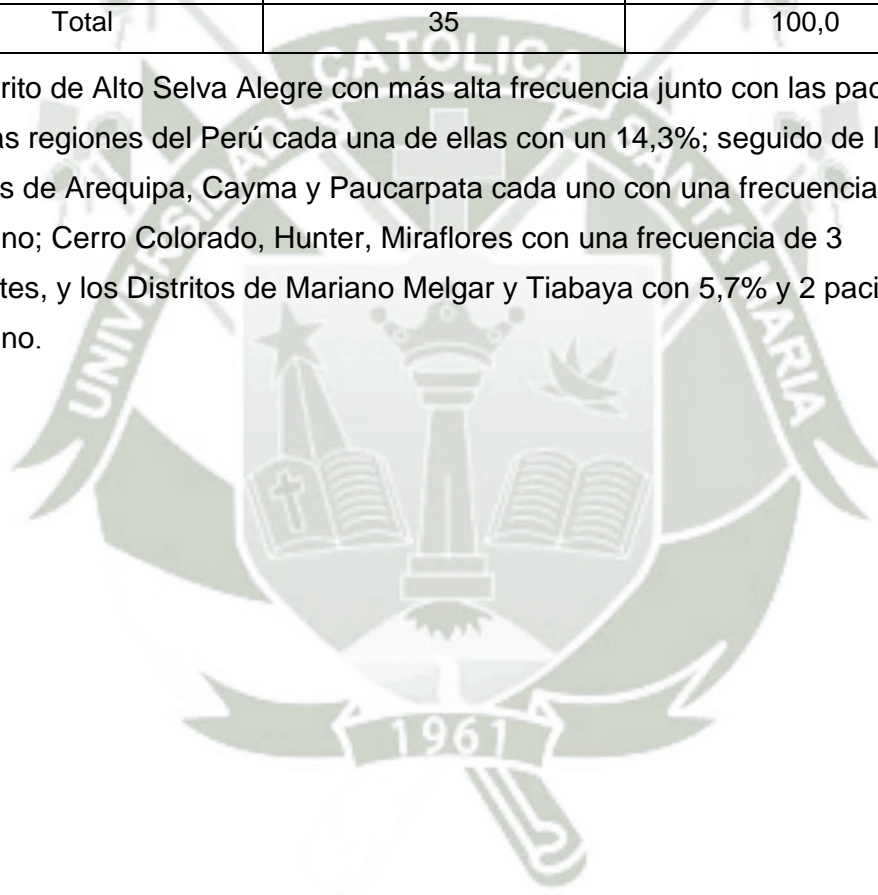 Total 35 100,0
rito de Alto Selva Alegre con más alta frecuencia junto con las pac
as regiones del Perú cada una de ellas con un 14,3%; seguido de l
s de Arequipa, Cayma y Paucarpata cada uno con una frecuencia
no; Cerro Colorado, Hunter, Miraflores con una frecuencia de 3
tes, y los Distritos de Mariano Melgar y Tiabaya con 5,7% y 2 paci
no.
UNIVERSIDAD CATOLICA SANTA MARIA
1961